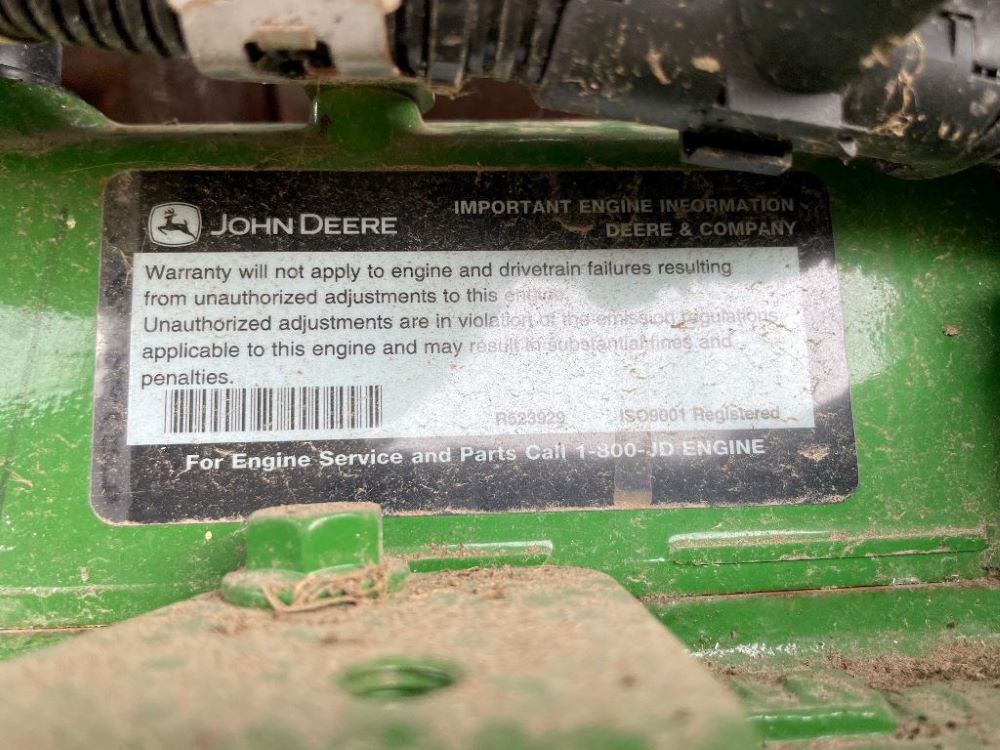 JOHN DEERE
IMPORTANT ENGINE INFORMATION
DEERE & COMPANY
Warranty will not apply to engine and drivetrain failures resulting
from unauthorized adjustments to this engine.
Unauthorized adjustments are in violation of the emission regulations
applicable to this engine and may result in substantial fines and
penalties.
R523929 ISO9001 Registered
For Engine Service and Parts Call 1-800-JD ENGINE